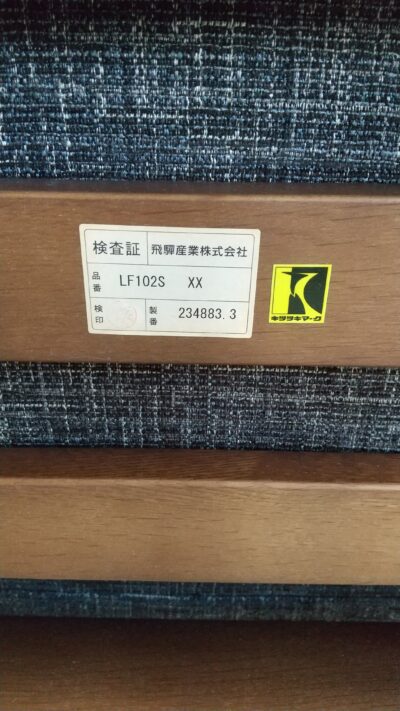 検査証 飛驒産業株式会社
品番 LF102S XX
検印 製番 234883.3
キツツキマーク